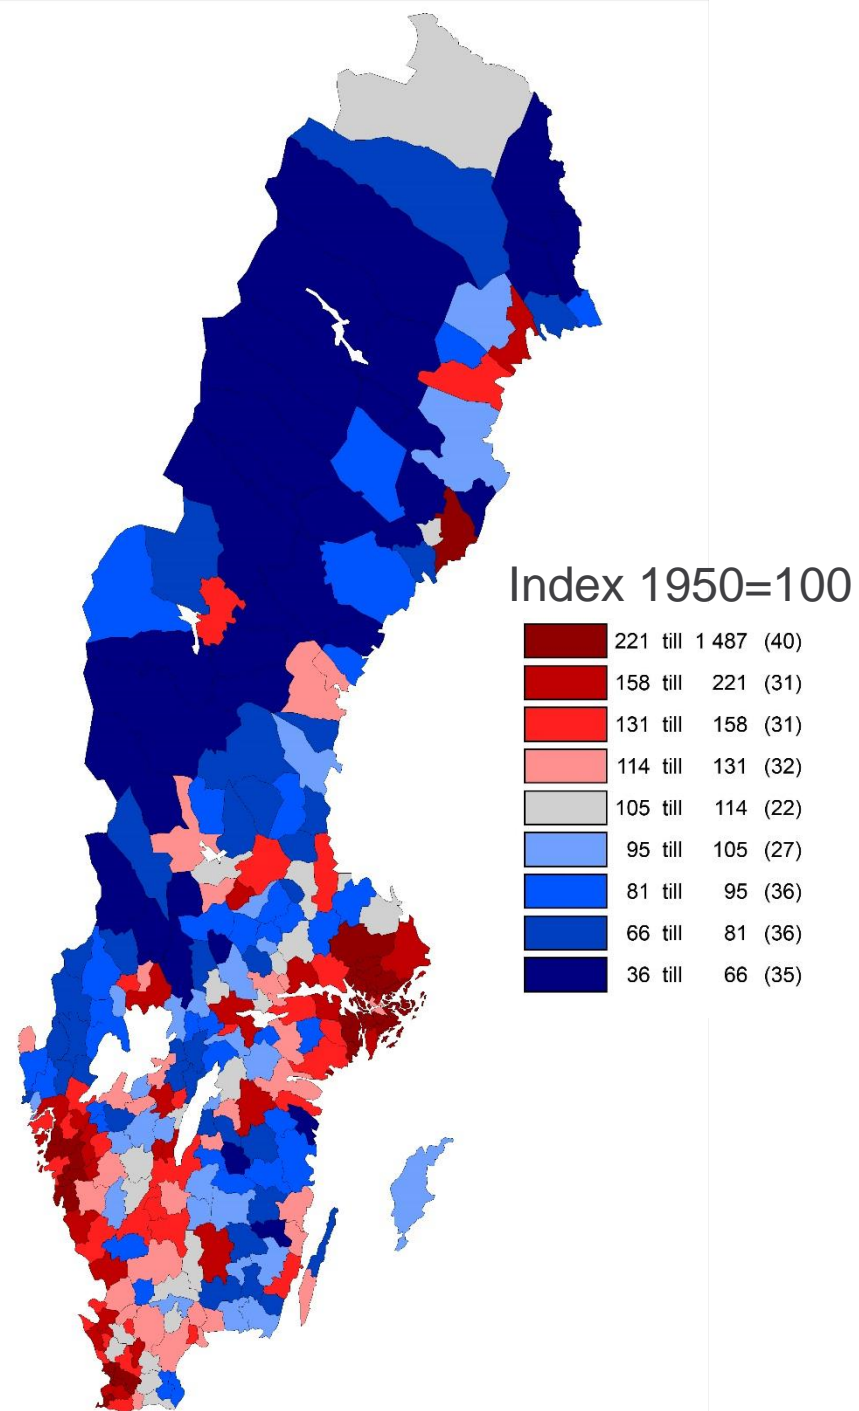 Index 1950=100
221 till 1 487 (40)
158 till 221 (31)
131 till 158 (31)
114 till 131 (32)
105 till 114 (22)
95 till 105 (27)
81 till 95 (36)
66 till 81 (36)
36 till 66 (35)